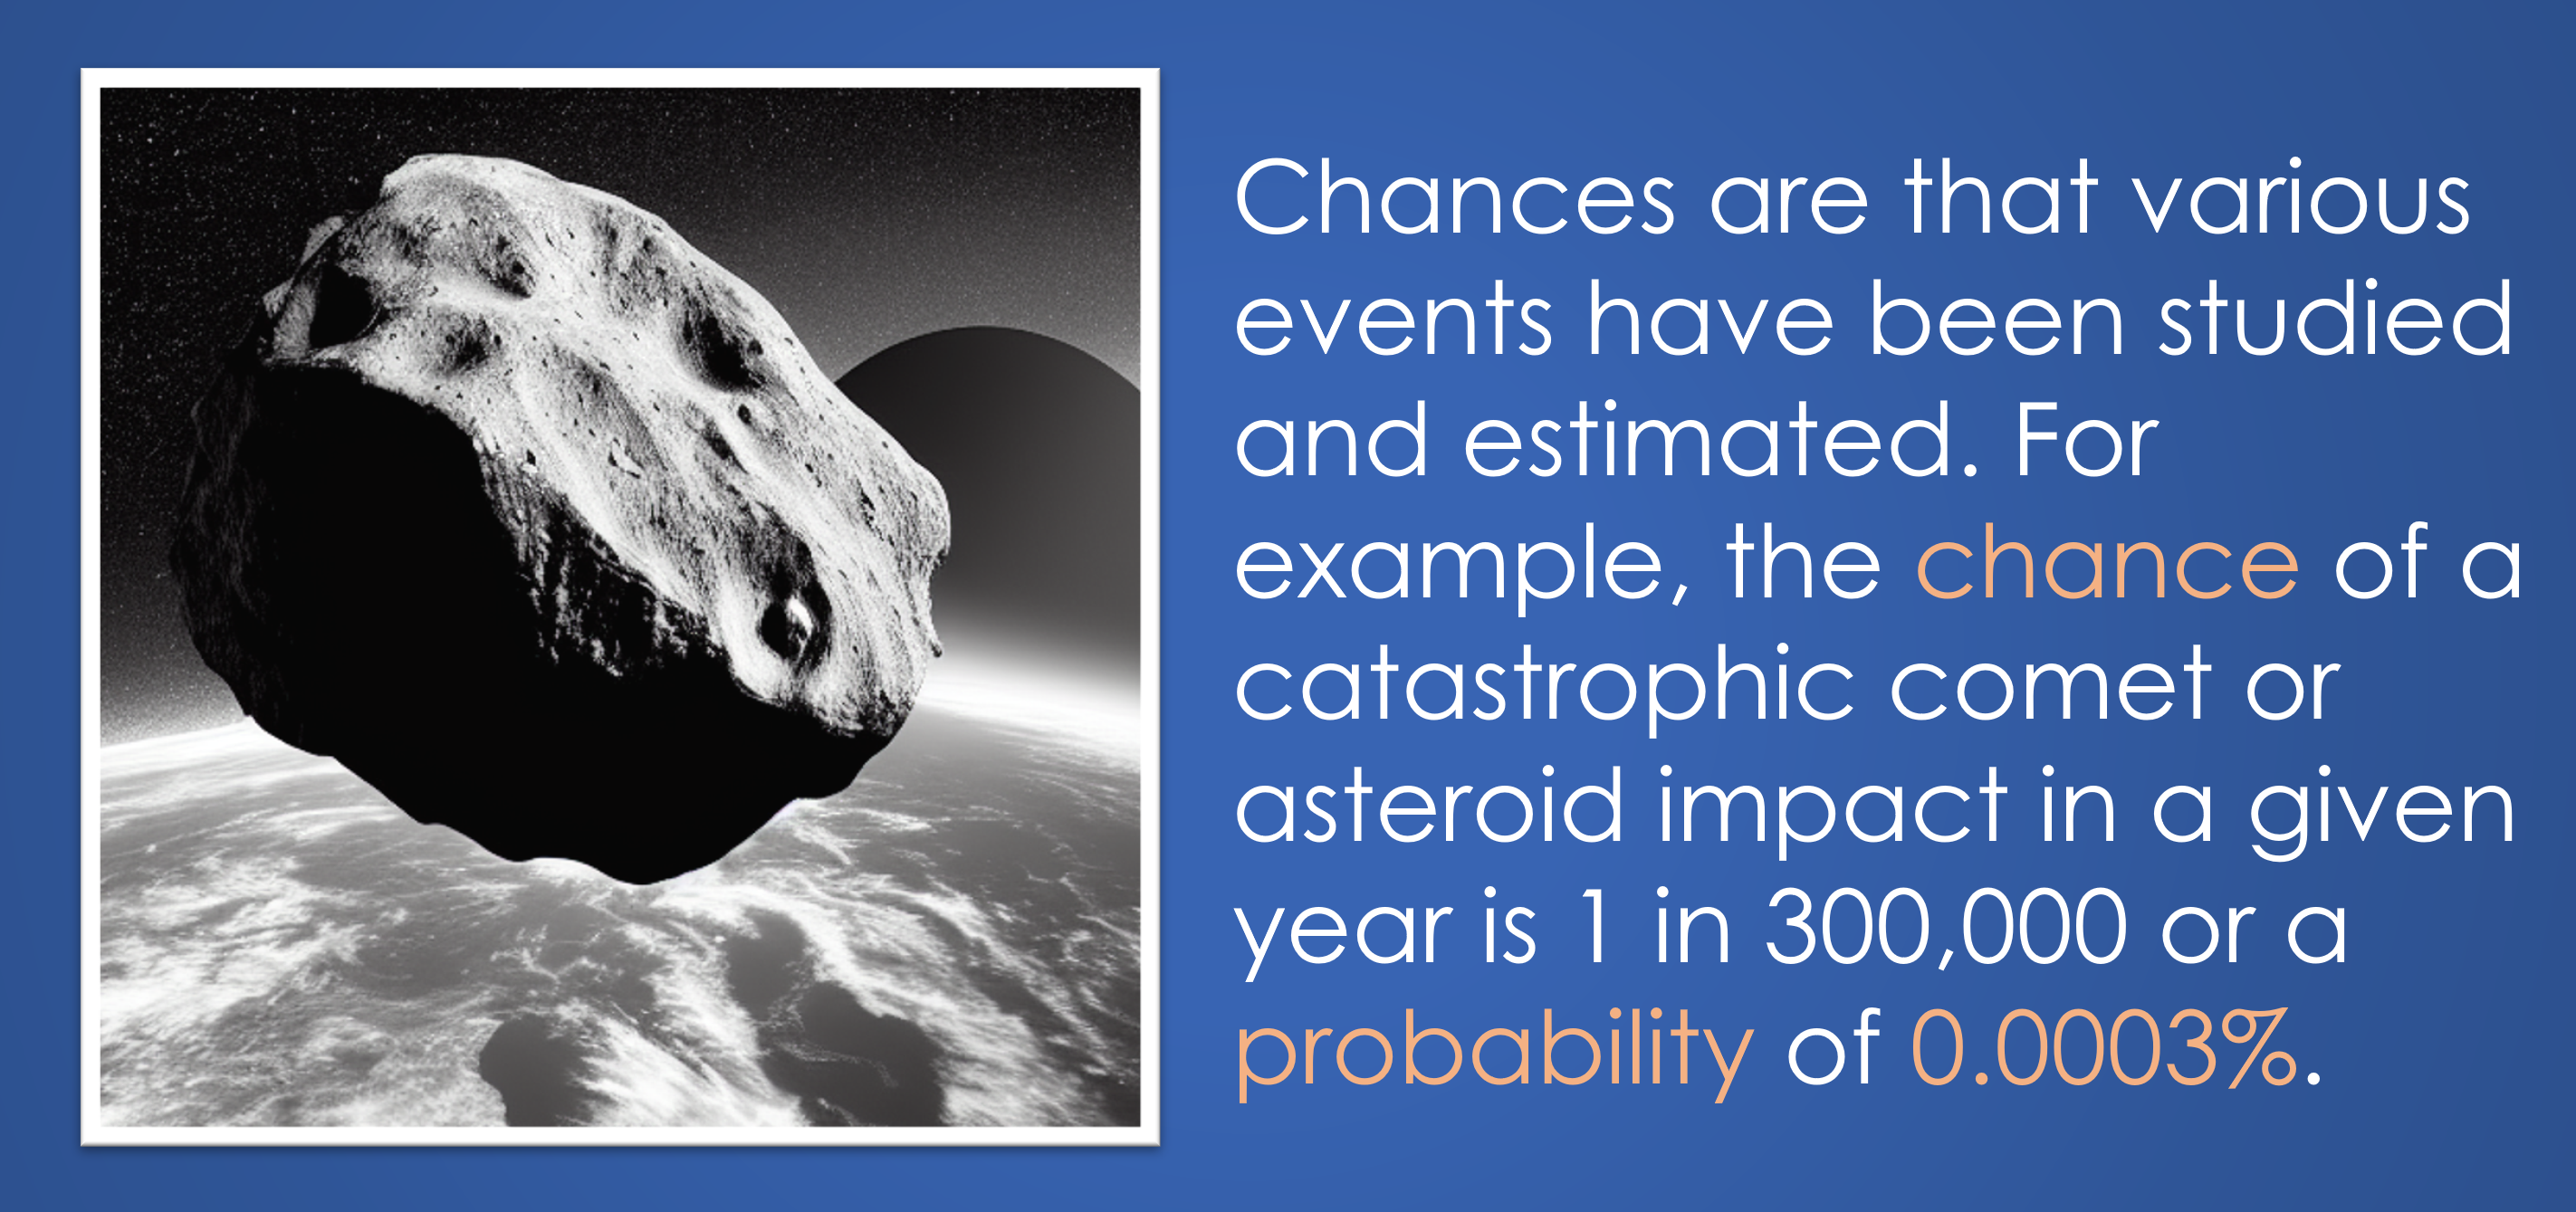 Chances are that various
events have been studied
and estimated. For
example, the chance of a
catastrophic comet or
asteroid impact in a given
year is 1 in 300,000 or a
probability of 0.0003%.